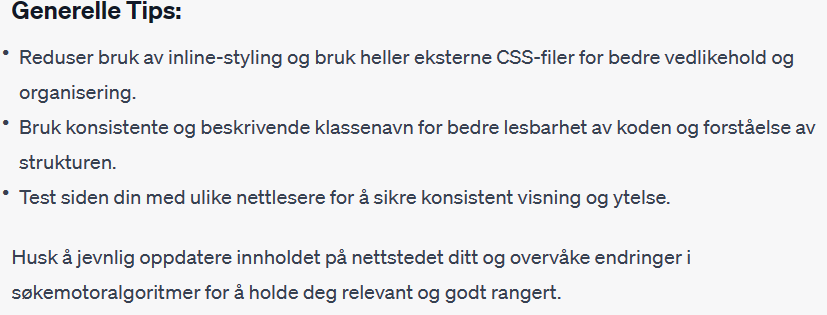 Generelle Tips:
• Reduser bruk av inline-styling og bruk heller eksterne CSS-filer for bedre vedlikehold og
organisering.
• Bruk konsistente og beskrivende klassenavn for bedre lesbarhet av koden og forståelse av
strukturen.
• Test siden din med ulike nettlesere for å sikre konsistent visning og ytelse.
Husk å jevnlig oppdatere innholdet på nettstedet ditt og overvåke endringer i
søkemotoralgoritmer for å holde deg relevant og godt rangert.